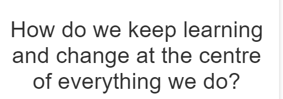 How do we keep learning
and change at the centre
of everything we do?